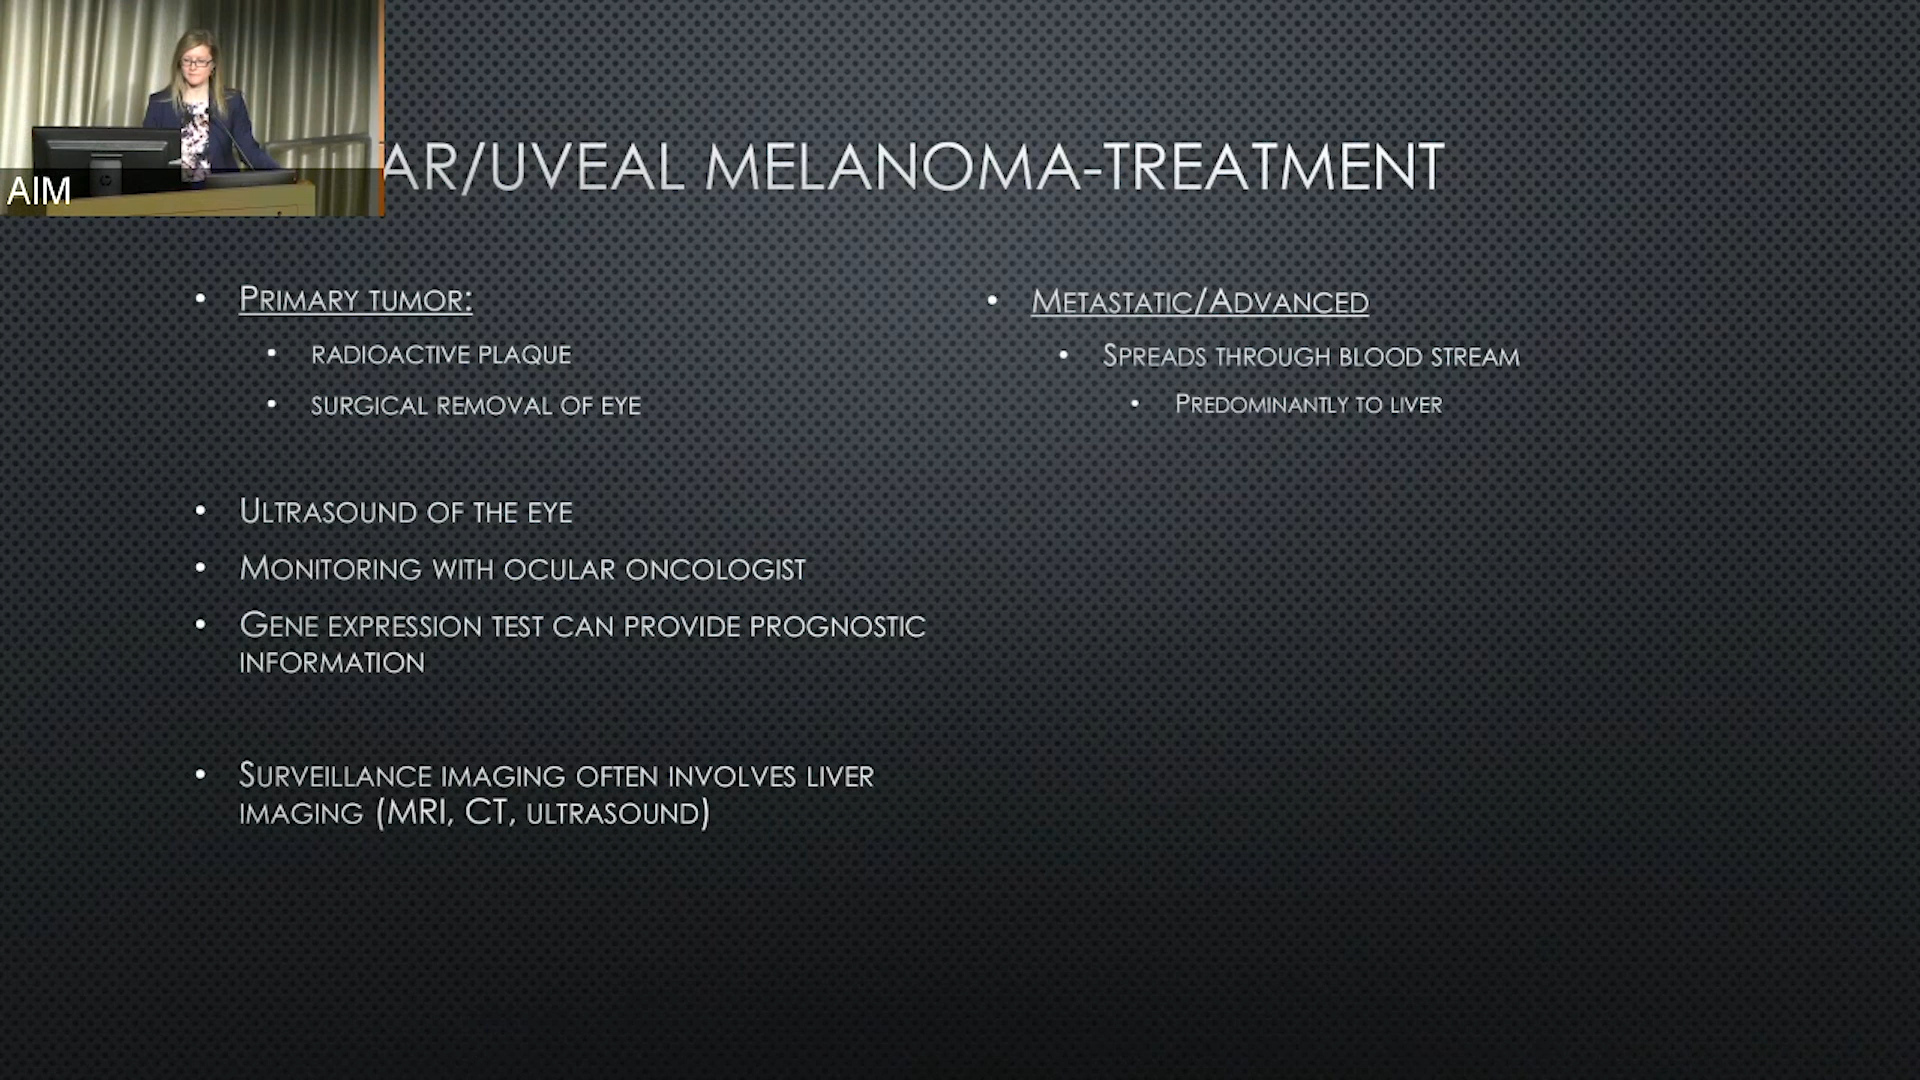 AIM
AR/UVEAL MELANOMA-TREATMENT
• PRIMARY TUMOR:
• RADIOACTIVE PLAQUE
• SURGICAL REMOVAL OF EYE
• ULTRASOUND OF THE EYE
• MONITORING WITH OCULAR ONCOLOGIST
• GENE EXPRESSION TEST CAN PROVIDE PROGNOSTIC
INFORMATION
• SURVEILLANCE IMAGING OFTEN INVOLVES LIVER
IMAGING (MRI, CT, ULTRASOUND)
• METASTATIC/ADVANCED
• SPREADS THROUGH BLOOD STREAM
• PREDOMINANTLY TO LIVER